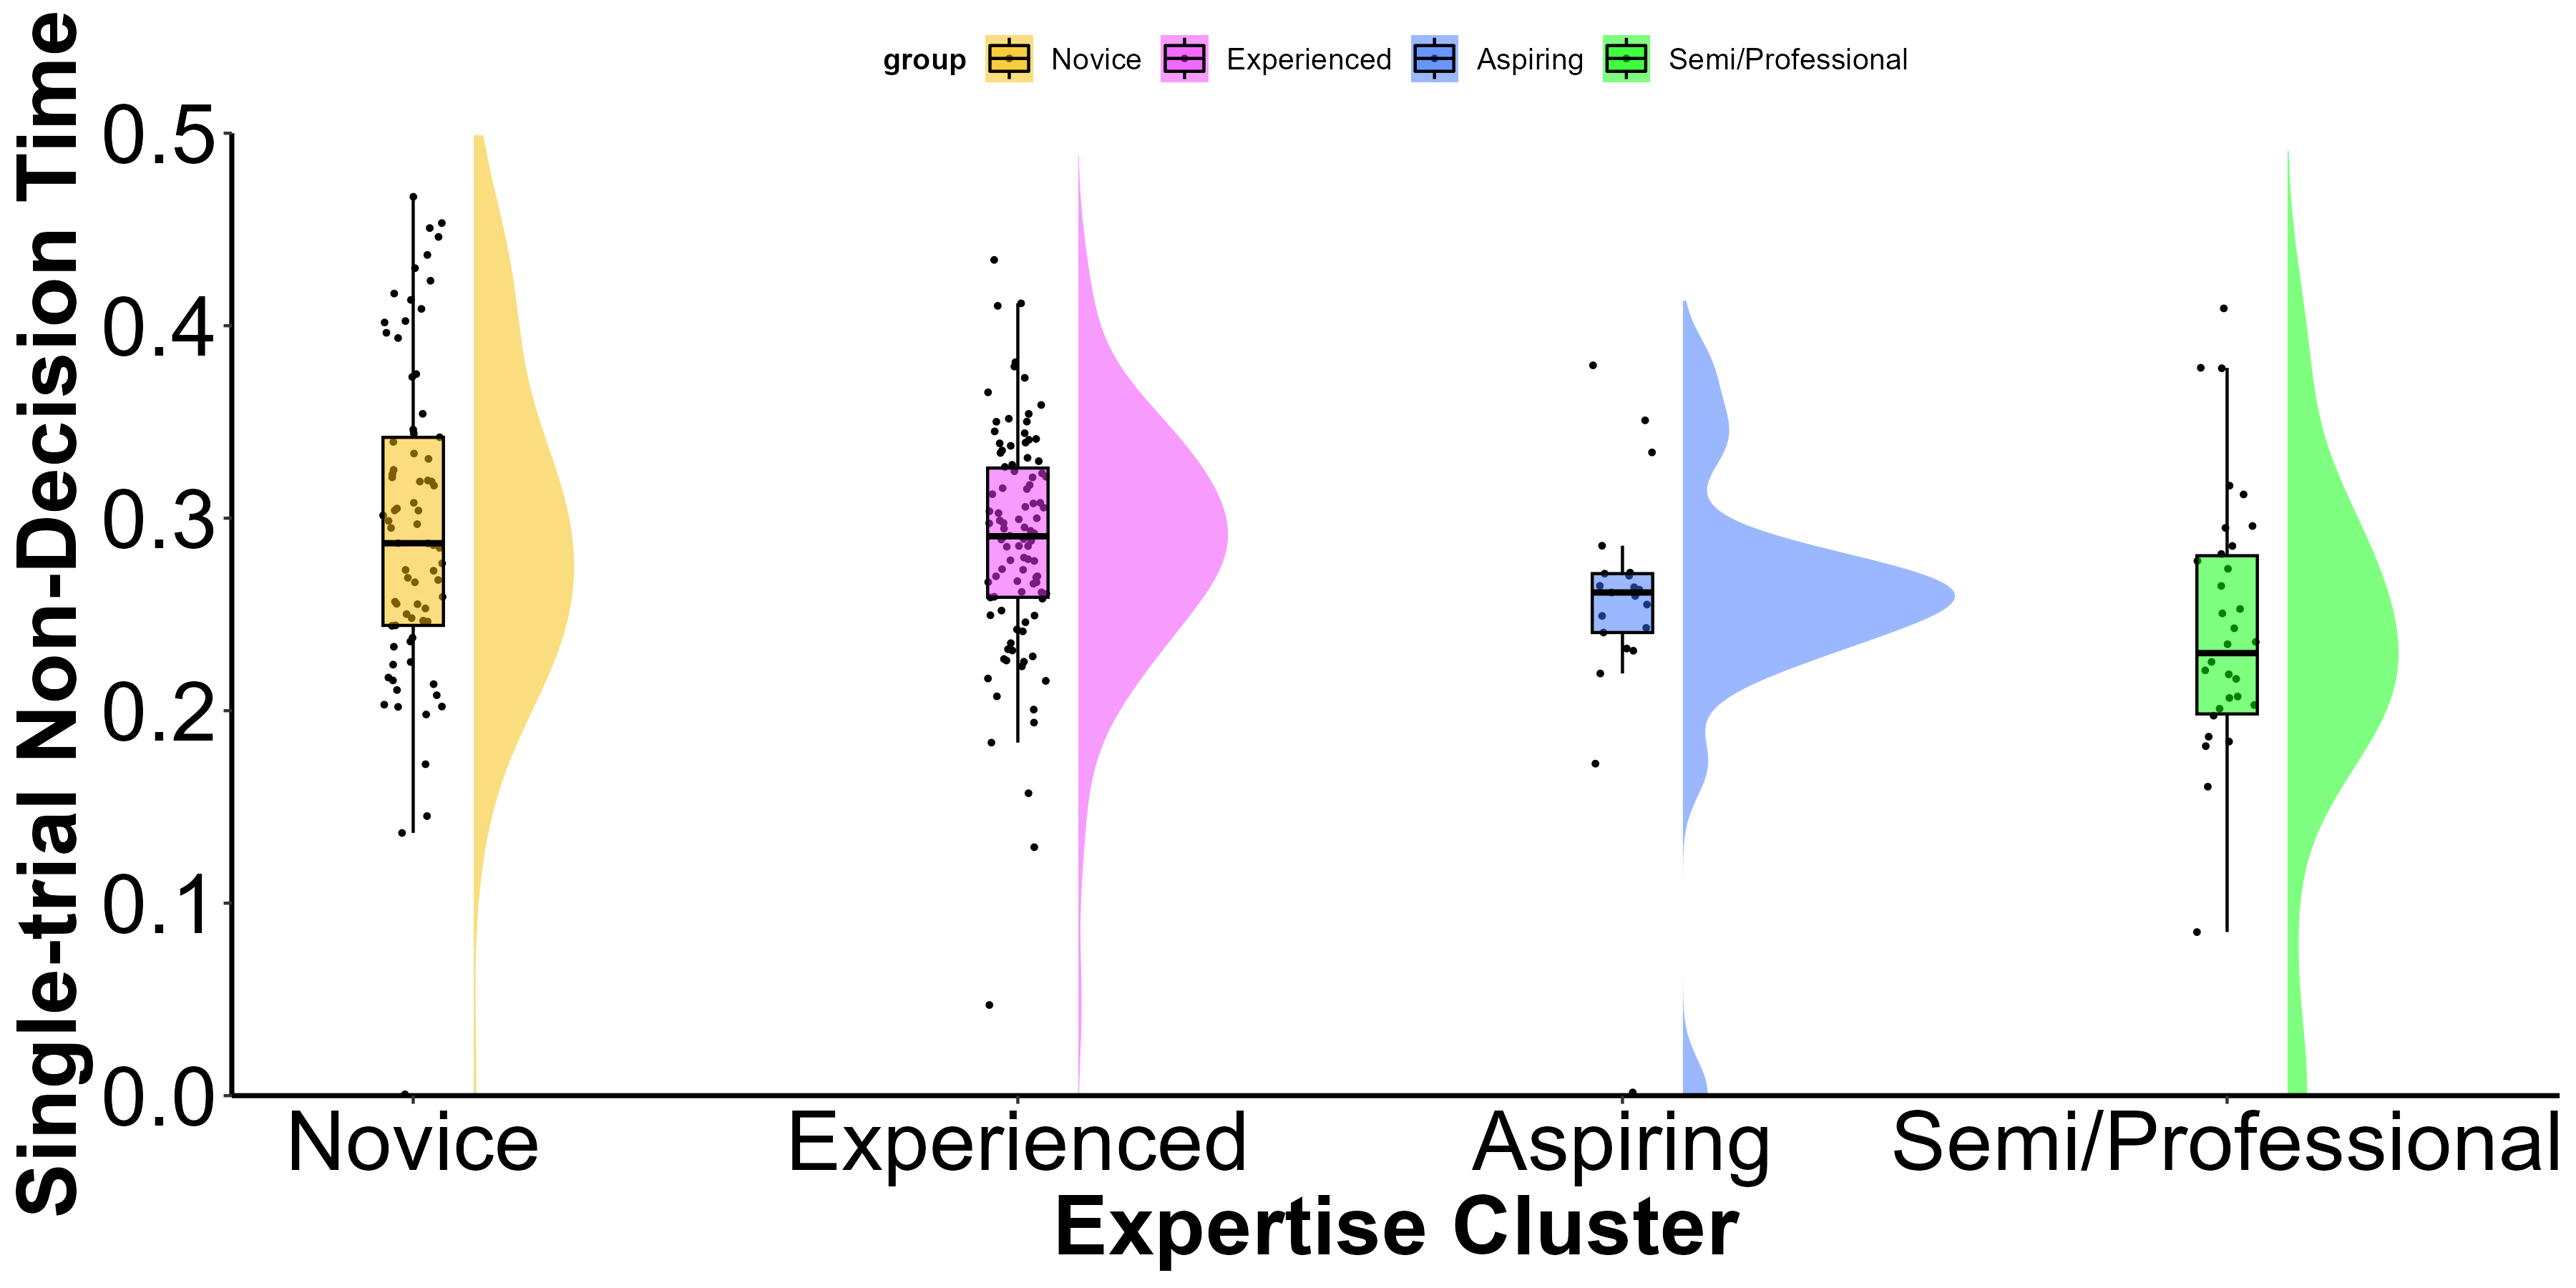 group Novice Experienced Aspiring Semi/Professional
Single-trial Non-Decision Time
0.5
0.4
0.3
0.2
0.1
0.0
Novice Experienced Aspiring Semi/Professional
Expertise Cluster